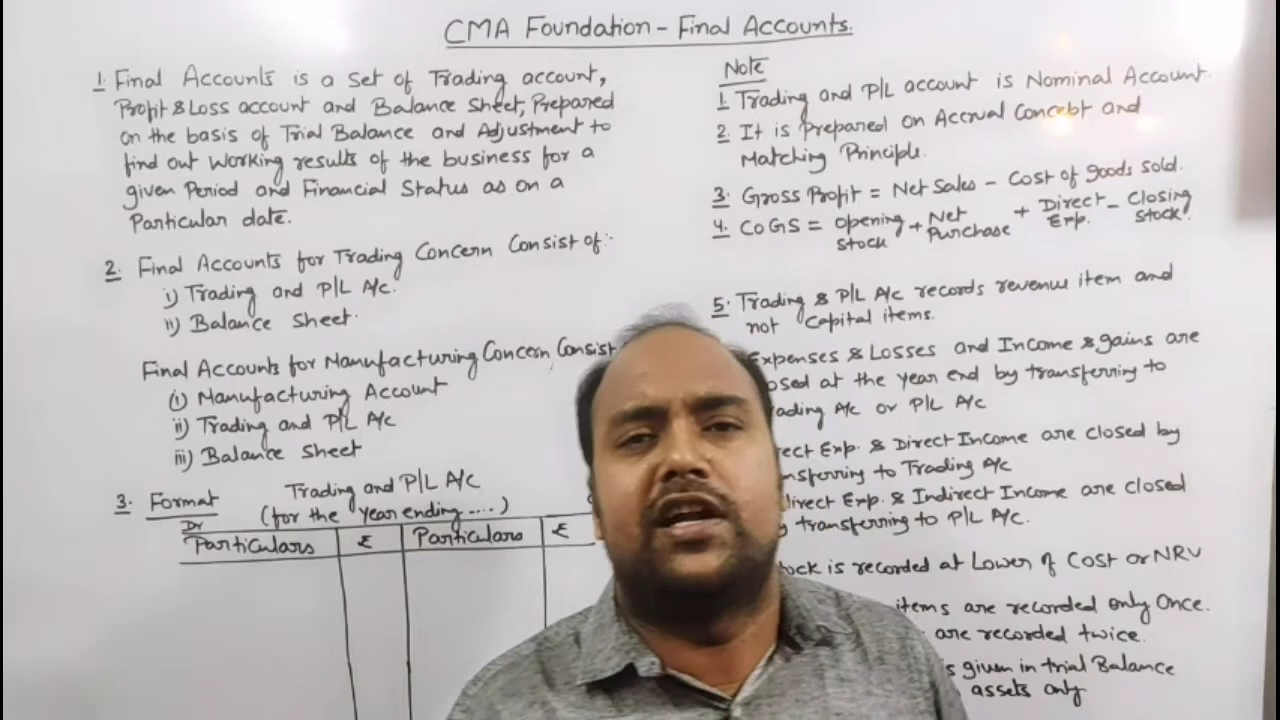 CMA Foundation - Final Accounts.
1. Final Accounts is a set of Trading account,
Profit & Loss account and Balance Sheet, Prepared
on the basis of Trial Balance and Adjustment to
find out Working results of the business for a
given Period and Financial Status as on a
Particular date.
2. Final Accounts for Trading Concern Consist of:-
i) Trading and P/L A/c.
ii) Balance Sheet.
Final Accounts for Manufacturing Concern Consist
(i) Manufacturing Account
ii) Trading and P/L A/c
iii) Balance Sheet
3. Format
Trading and P/L A/c
(for the year ending ....)
Dr
Particulars ₹ Particulars ₹
Note
1. Trading and P/L account is Nominal Account.
2. It is prepared on Accrual Concept and
Matching Principle.
3. Gross Profit = Net Sales - Cost of goods sold.
4. CoGS = Opening Stock + Net Purchase + Direct Exp. - Closing Stock.
5. Trading & P/L A/c records revenue item and
not Capital items.
Expenses & Losses and Income & gains are
osed at the year end by transferring to
ading A/c or P/L A/c
rect Exp. & Direct Income are closed by
nsferring to Trading A/c
direct Exp. & Indirect Income are closed
transferring to P/L A/c.
tock is recorded at Lower of Cost or NRV
items are recorded only Once.
are recorded twice.
s given in trial Balance
assets only